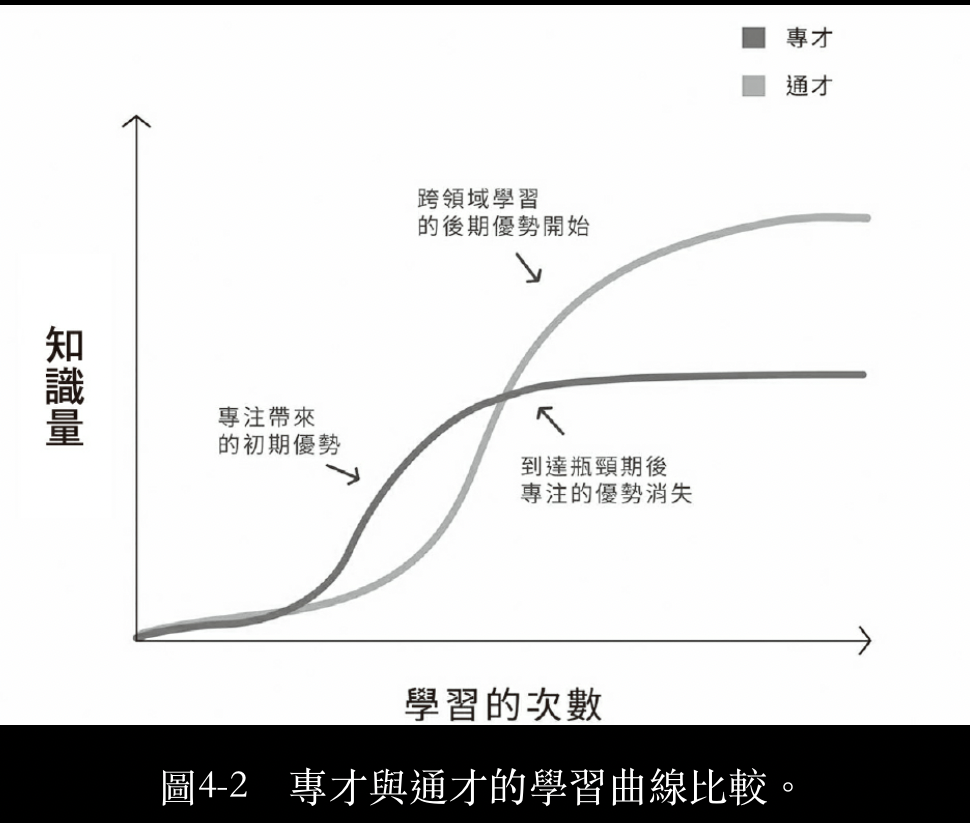 專才
通才
跨領域學習
的後期優勢開始
知識量
專注帶來
的初期優勢
到達瓶頸期後
專注的優勢消失
學習的次數
圖4-2　專才與通才的學習曲線比較。